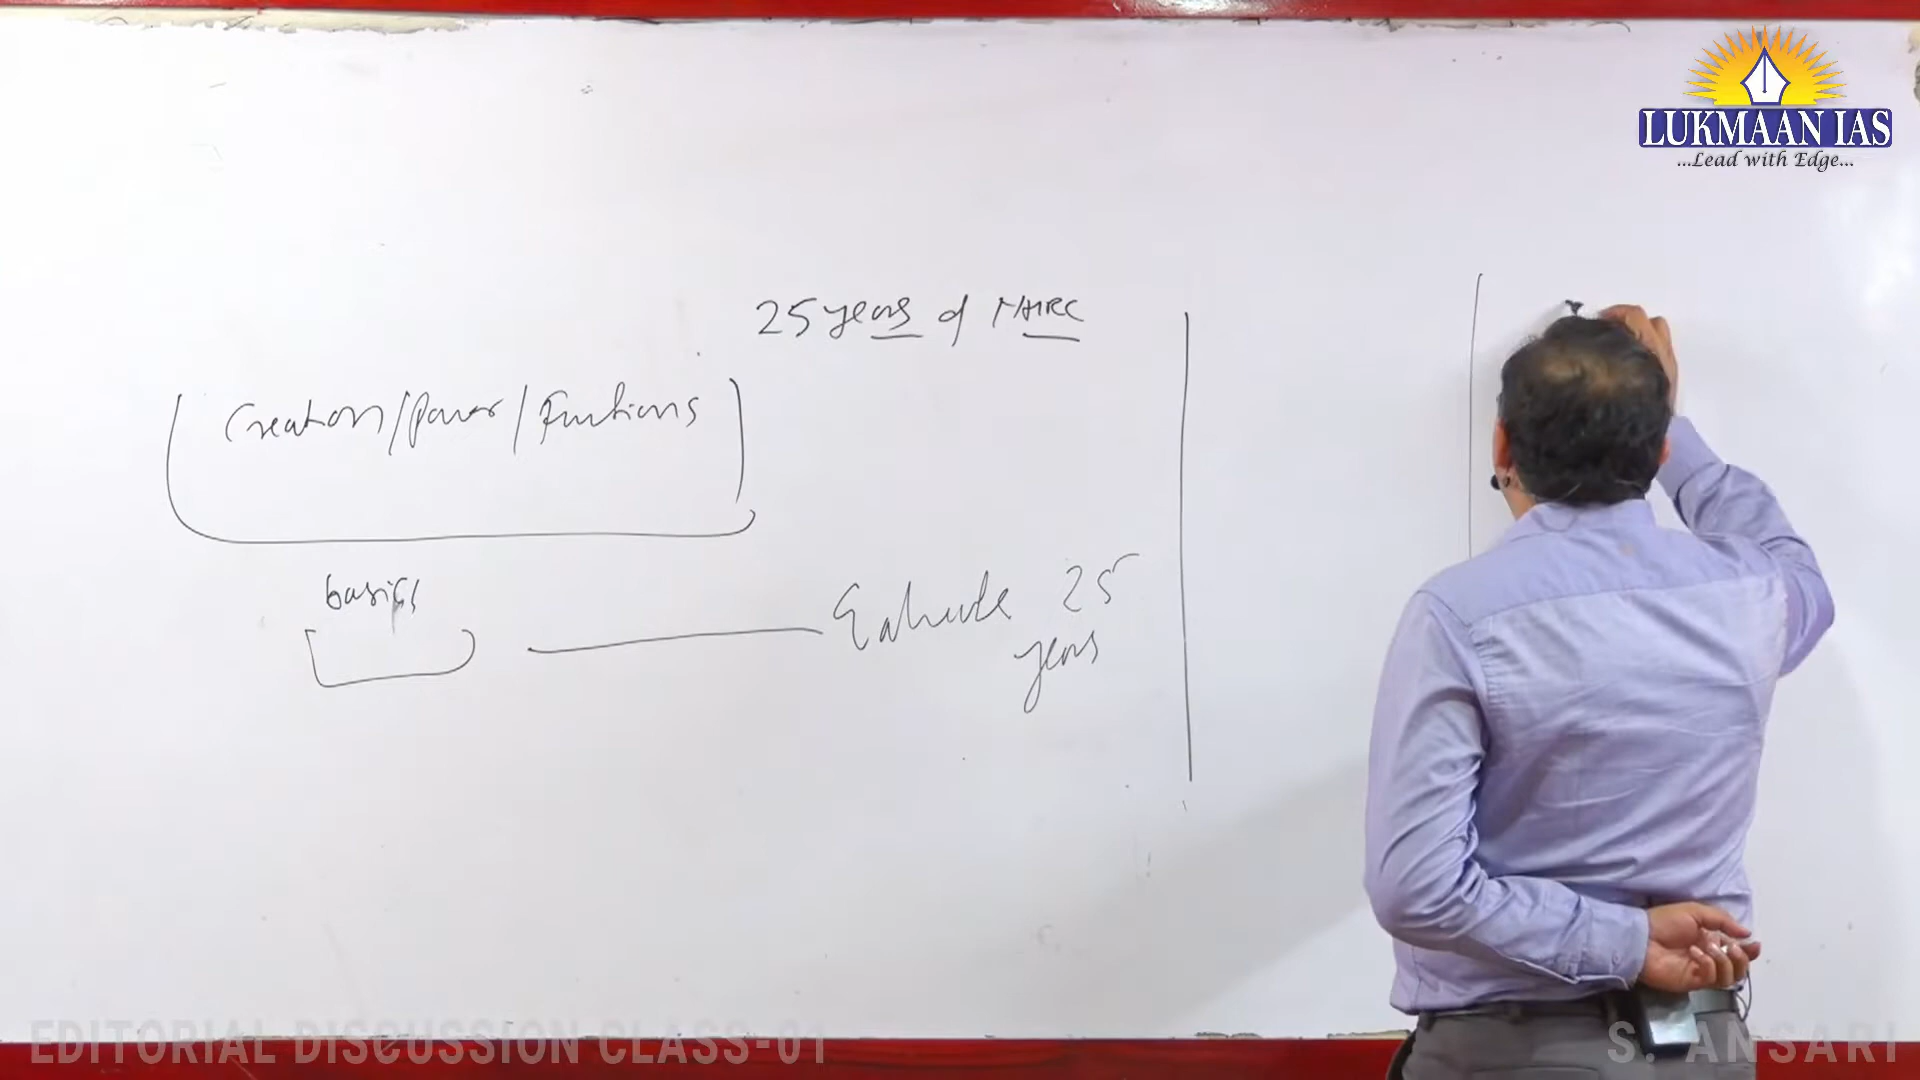 LUKMAAN IAS
...Lead with Edge...
25 years of NHRC
Creation/Power/Functions
basics
Evaluate 25
years
EDITORIAL DISCUSSION CLASS-01
S. ANSARI